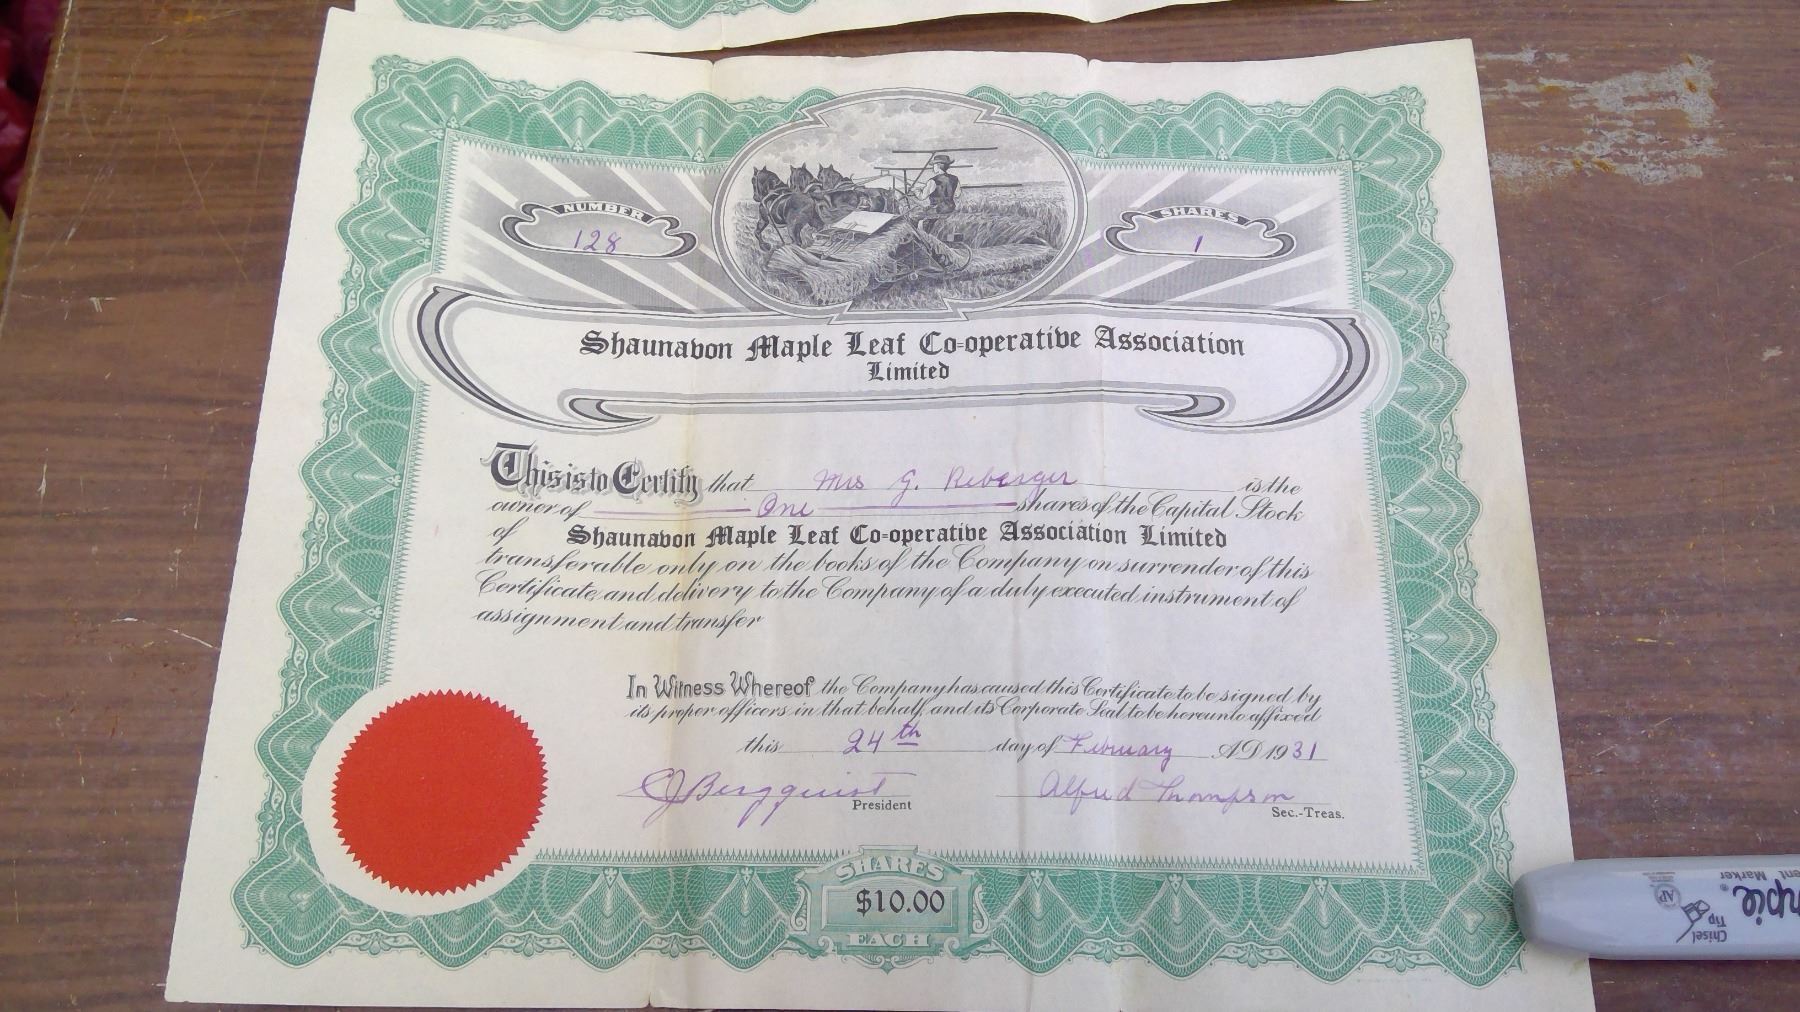 NUMBER
128
SHARES
1
Shaunavon Maple Leaf Co-operative Association
Limited
This is to Certify that Mrs G. Reberger is the
owner of One shares of the Capital Stock
of Shaunavon Maple Leaf Co-operative Association Limited
transferable only on the books of the Company on surrender of this
Certificate and delivery to the Company of a duly executed instrument of
assignment and transfer
In Witness Whereof the Company has caused this Certificate to be signed by
its proper officers in that behalf and its Corporate Seal to be hereunto affixed
this 24th day of February AD 1931
C J Bergquist
President
Alfred Thompson
Sec.-Treas.
SHARES
$10.00
EACH
Chisel
Tip
AP